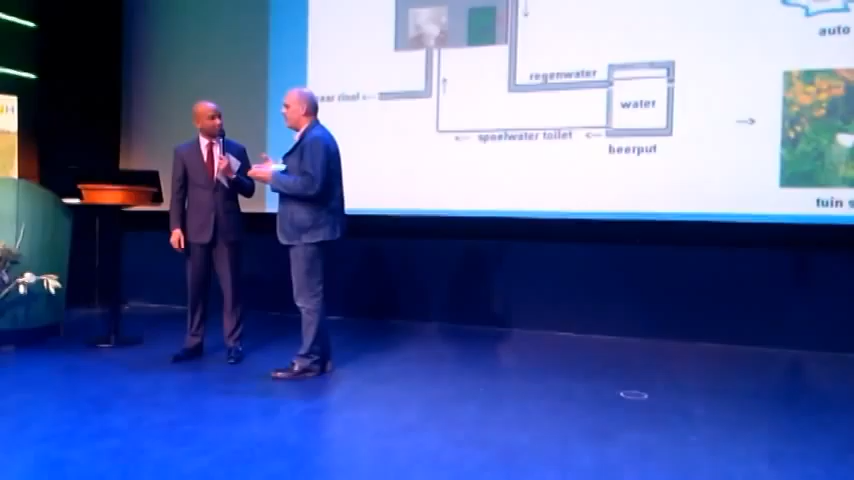 auto
regenwater
naar riool
water
spoelwater toilet
beerput
tuin s